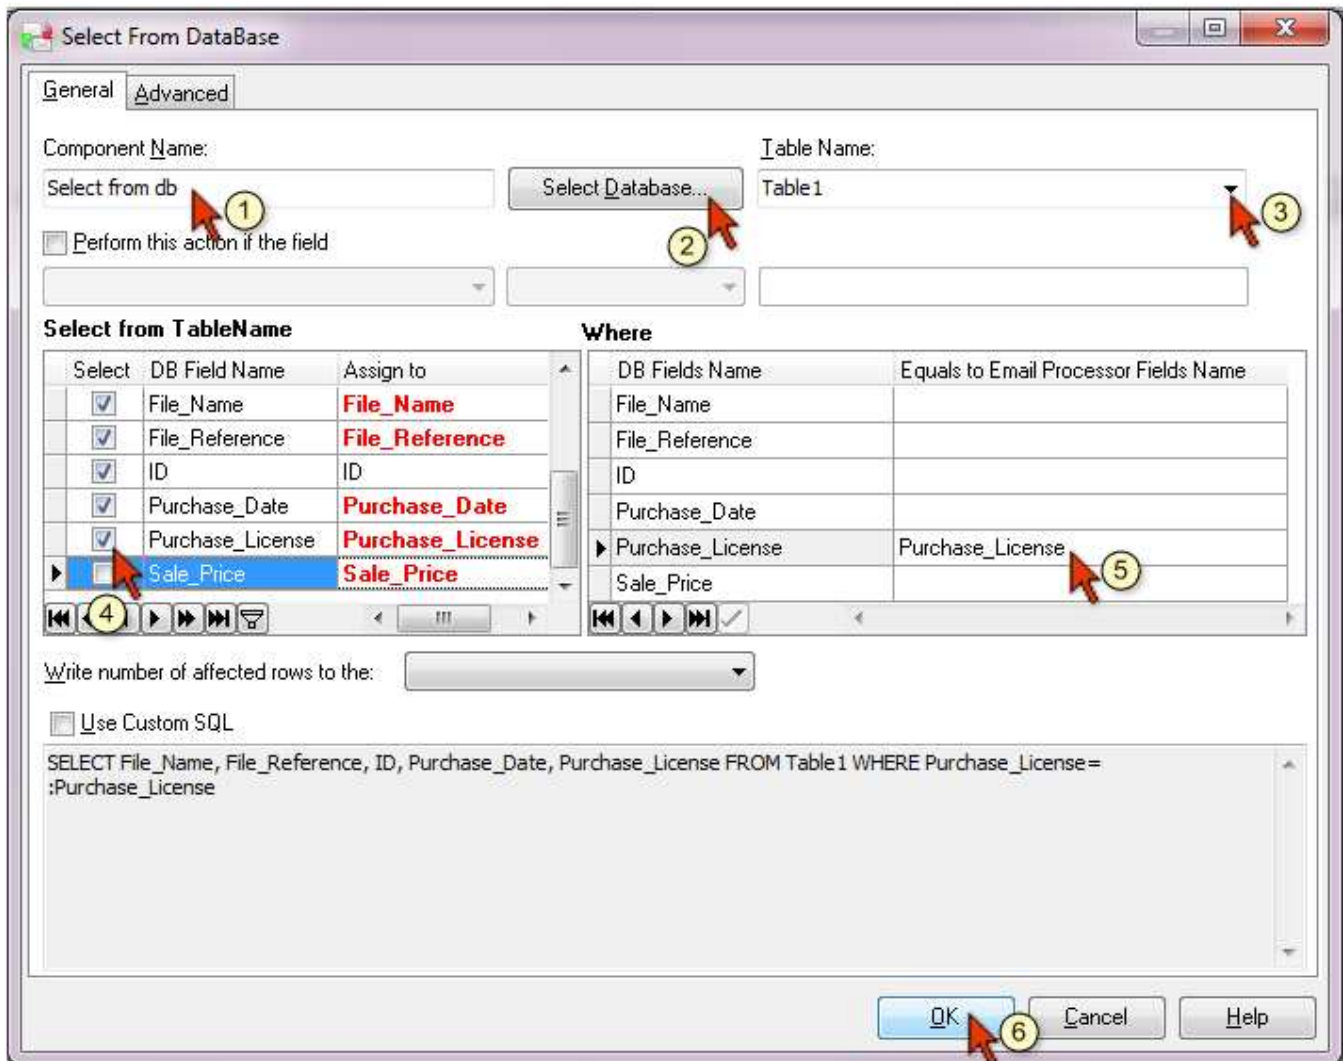 Select From DataBase
General Advanced
Component Name: Table Name:
Select from db Select Database... Table1
1 2 3
Perform this action if the field
Select from TableName Where
Select DB Field Name Assign to DB Fields Name Equals to Email Processor Fields Name
File_Name File_Name File_Name
File_Reference File_Reference File_Reference
ID ID ID
Purchase_Date Purchase_Date Purchase_Date
Purchase_License Purchase_License Purchase_License Purchase_License
Sale_Price Sale_Price Sale_Price
4 5
Write number of affected rows to the:
Use Custom SQL
SELECT File_Name, File_Reference, ID, Purchase_Date, Purchase_License FROM Table1 WHERE Purchase_License=
:Purchase_License
OK Cancel Help
6